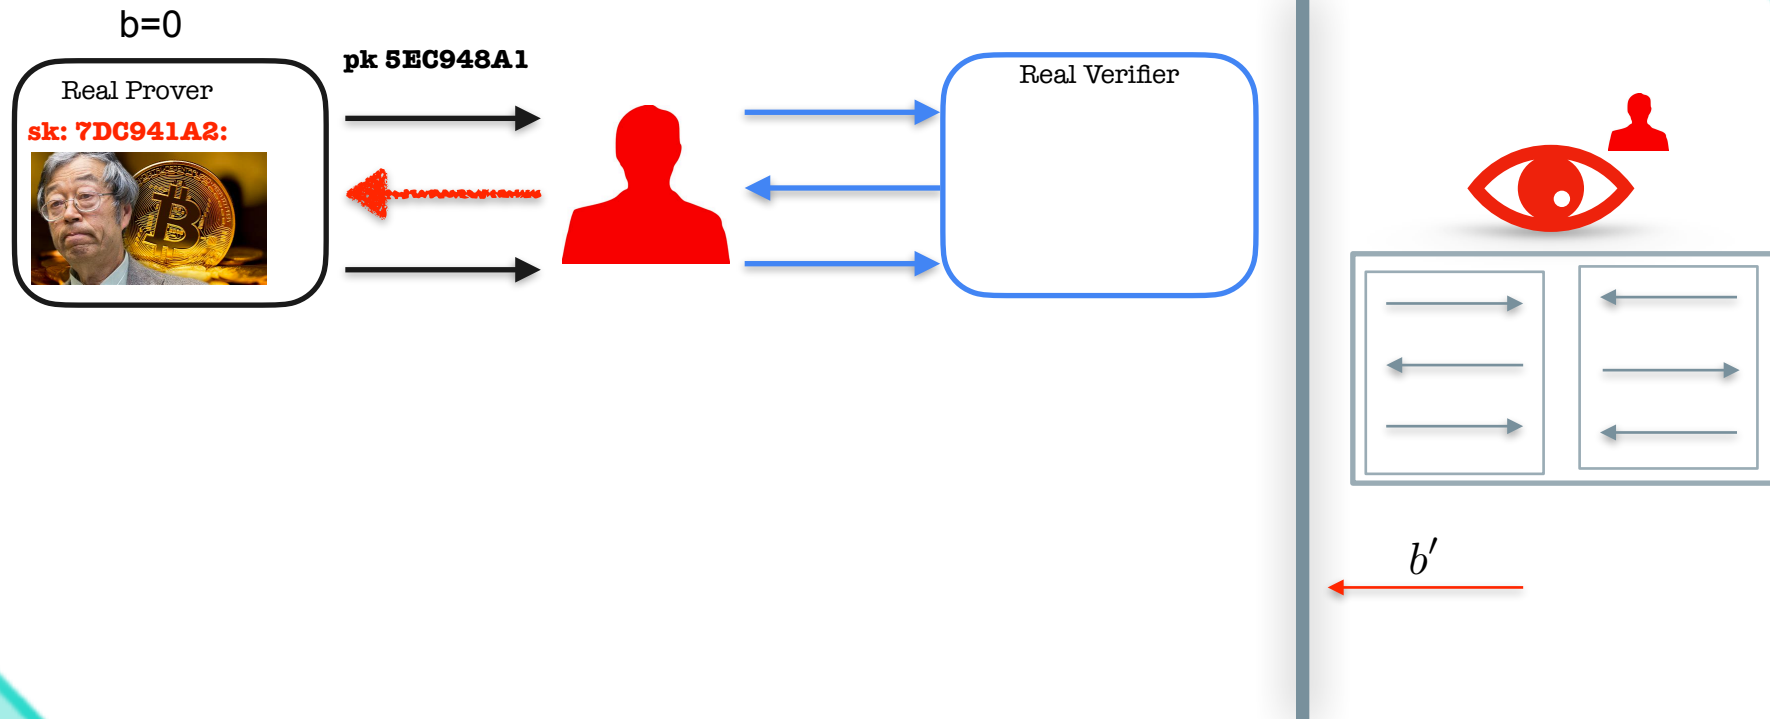 b=0
pk 5EC948A1
Real Prover
sk: 7DC941A2:
B
Real Verifier
b′